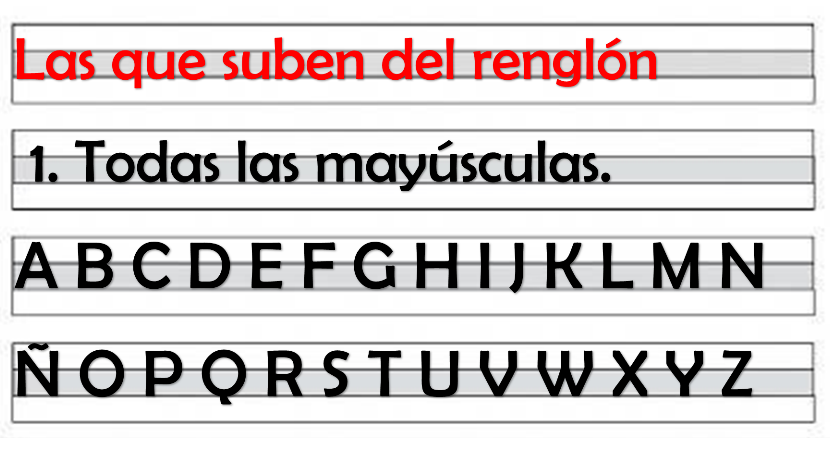 Las que suben del renglón
1. Todas las mayúsculas.
A B C D E F G H I J K L M N
Ñ O P Q R S T U V W X Y Z